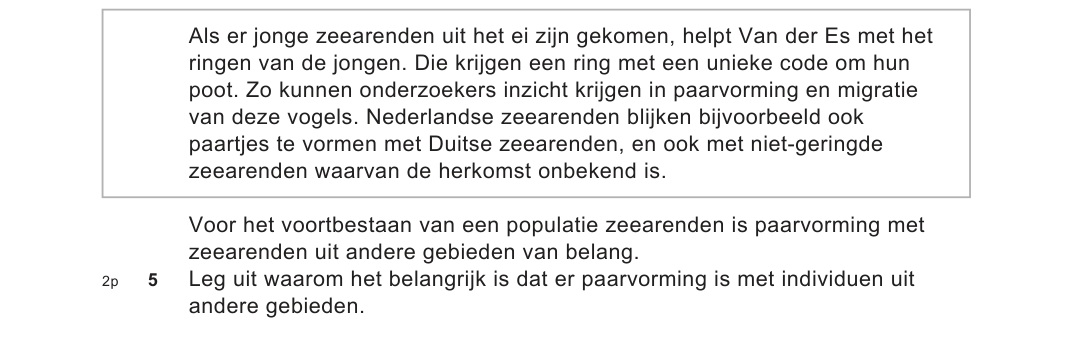 Als er jonge zeearenden uit het ei zijn gekomen, helpt Van der Es met het
ringen van de jongen. Die krijgen een ring met een unieke code om hun
poot. Zo kunnen onderzoekers inzicht krijgen in paarvorming en migratie
van deze vogels. Nederlandse zeearenden blijken bijvoorbeeld ook
paartjes te vormen met Duitse zeearenden, en ook met niet-geringde
zeearenden waarvan de herkomst onbekend is.
Voor het voortbestaan van een populatie zeearenden is paarvorming met
zeearenden uit andere gebieden van belang.
2p 5 Leg uit waarom het belangrijk is dat er paarvorming is met individuen uit
andere gebieden.